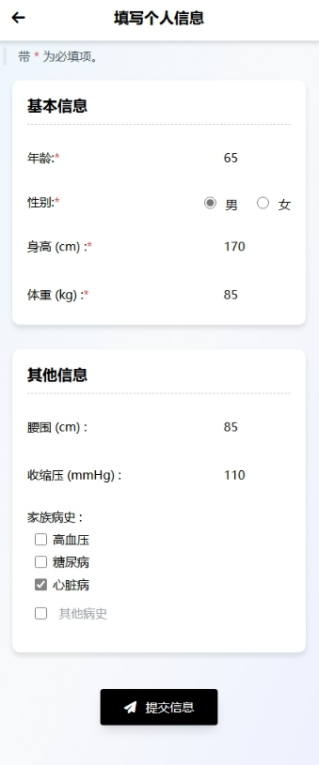 填写个人信息
带 * 为必填项。
基本信息
年龄:* 65
性别:* 男 女
身高 (cm) :* 170
体重 (kg) :* 85
其他信息
腰围 (cm) : 85
收缩压 (mmHg) : 110
家族病史 :
高血压
糖尿病
心脏病
其他病史
提交信息